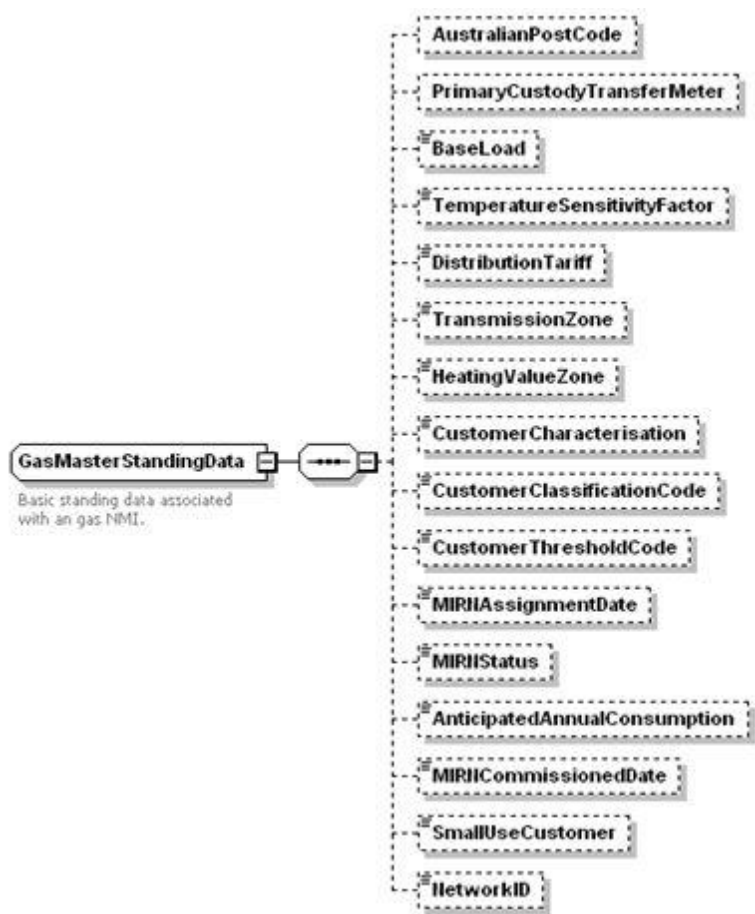 AustralianPostCode
PrimaryCustodyTransferMeter
BaseLoad
TemperatureSensitivityFactor
DistributionTariff
TransmissionZone
HeatingValueZone
GasMasterStandingData
Basic standing data associated
with an gas NMI.
CustomerCharacterisation
CustomerClassificationCode
CustomerThresholdCode
MIRNAssignmentDate
MIRNStatus
AnticipatedAnnualConsumption
MIRNCommissionedDate
SmallUseCustomer
NetworkID